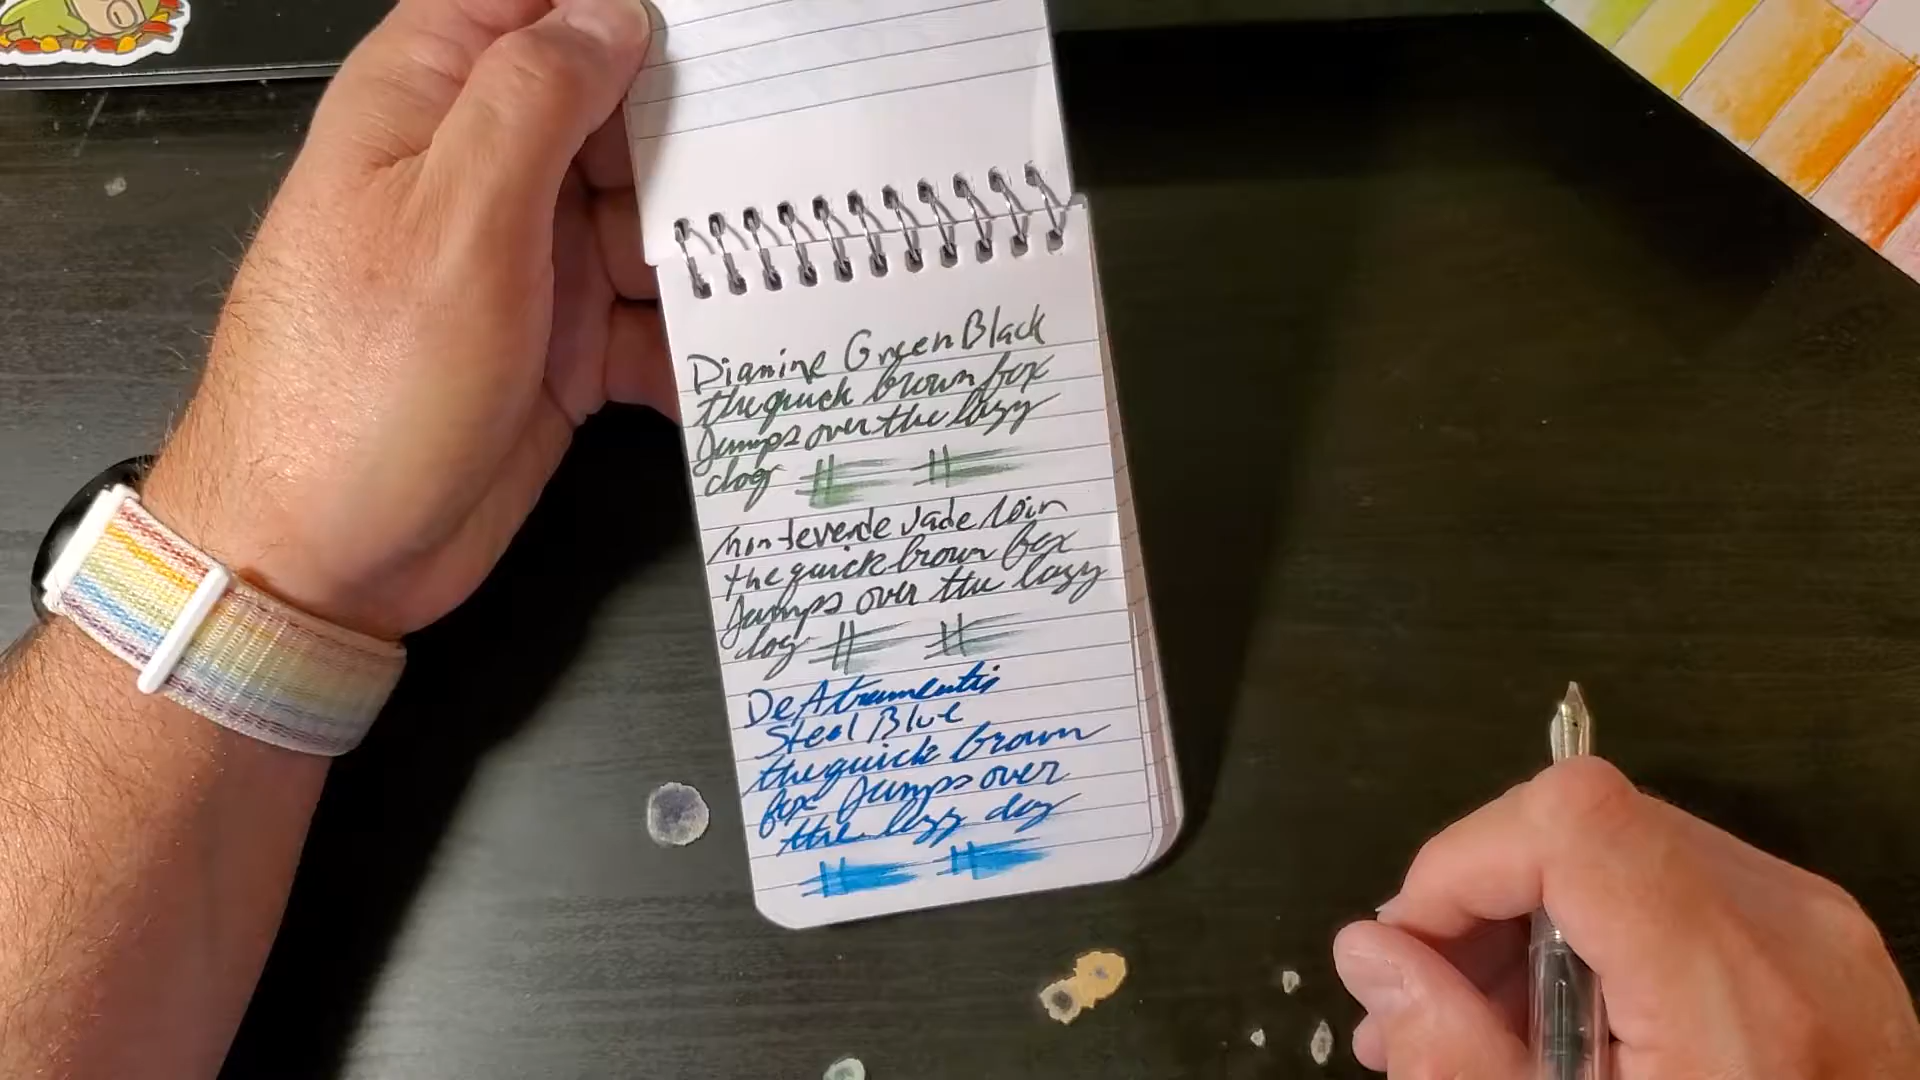 Diamine Green Black
the quick brown fox
Jumps over the lazy
dog
Monteverde Jade Noir
the quick brown fox
Jumps over the lazy
dog
De Atramentis
Steel Blue
the quick brown
fox Jumps over
the lazy dog